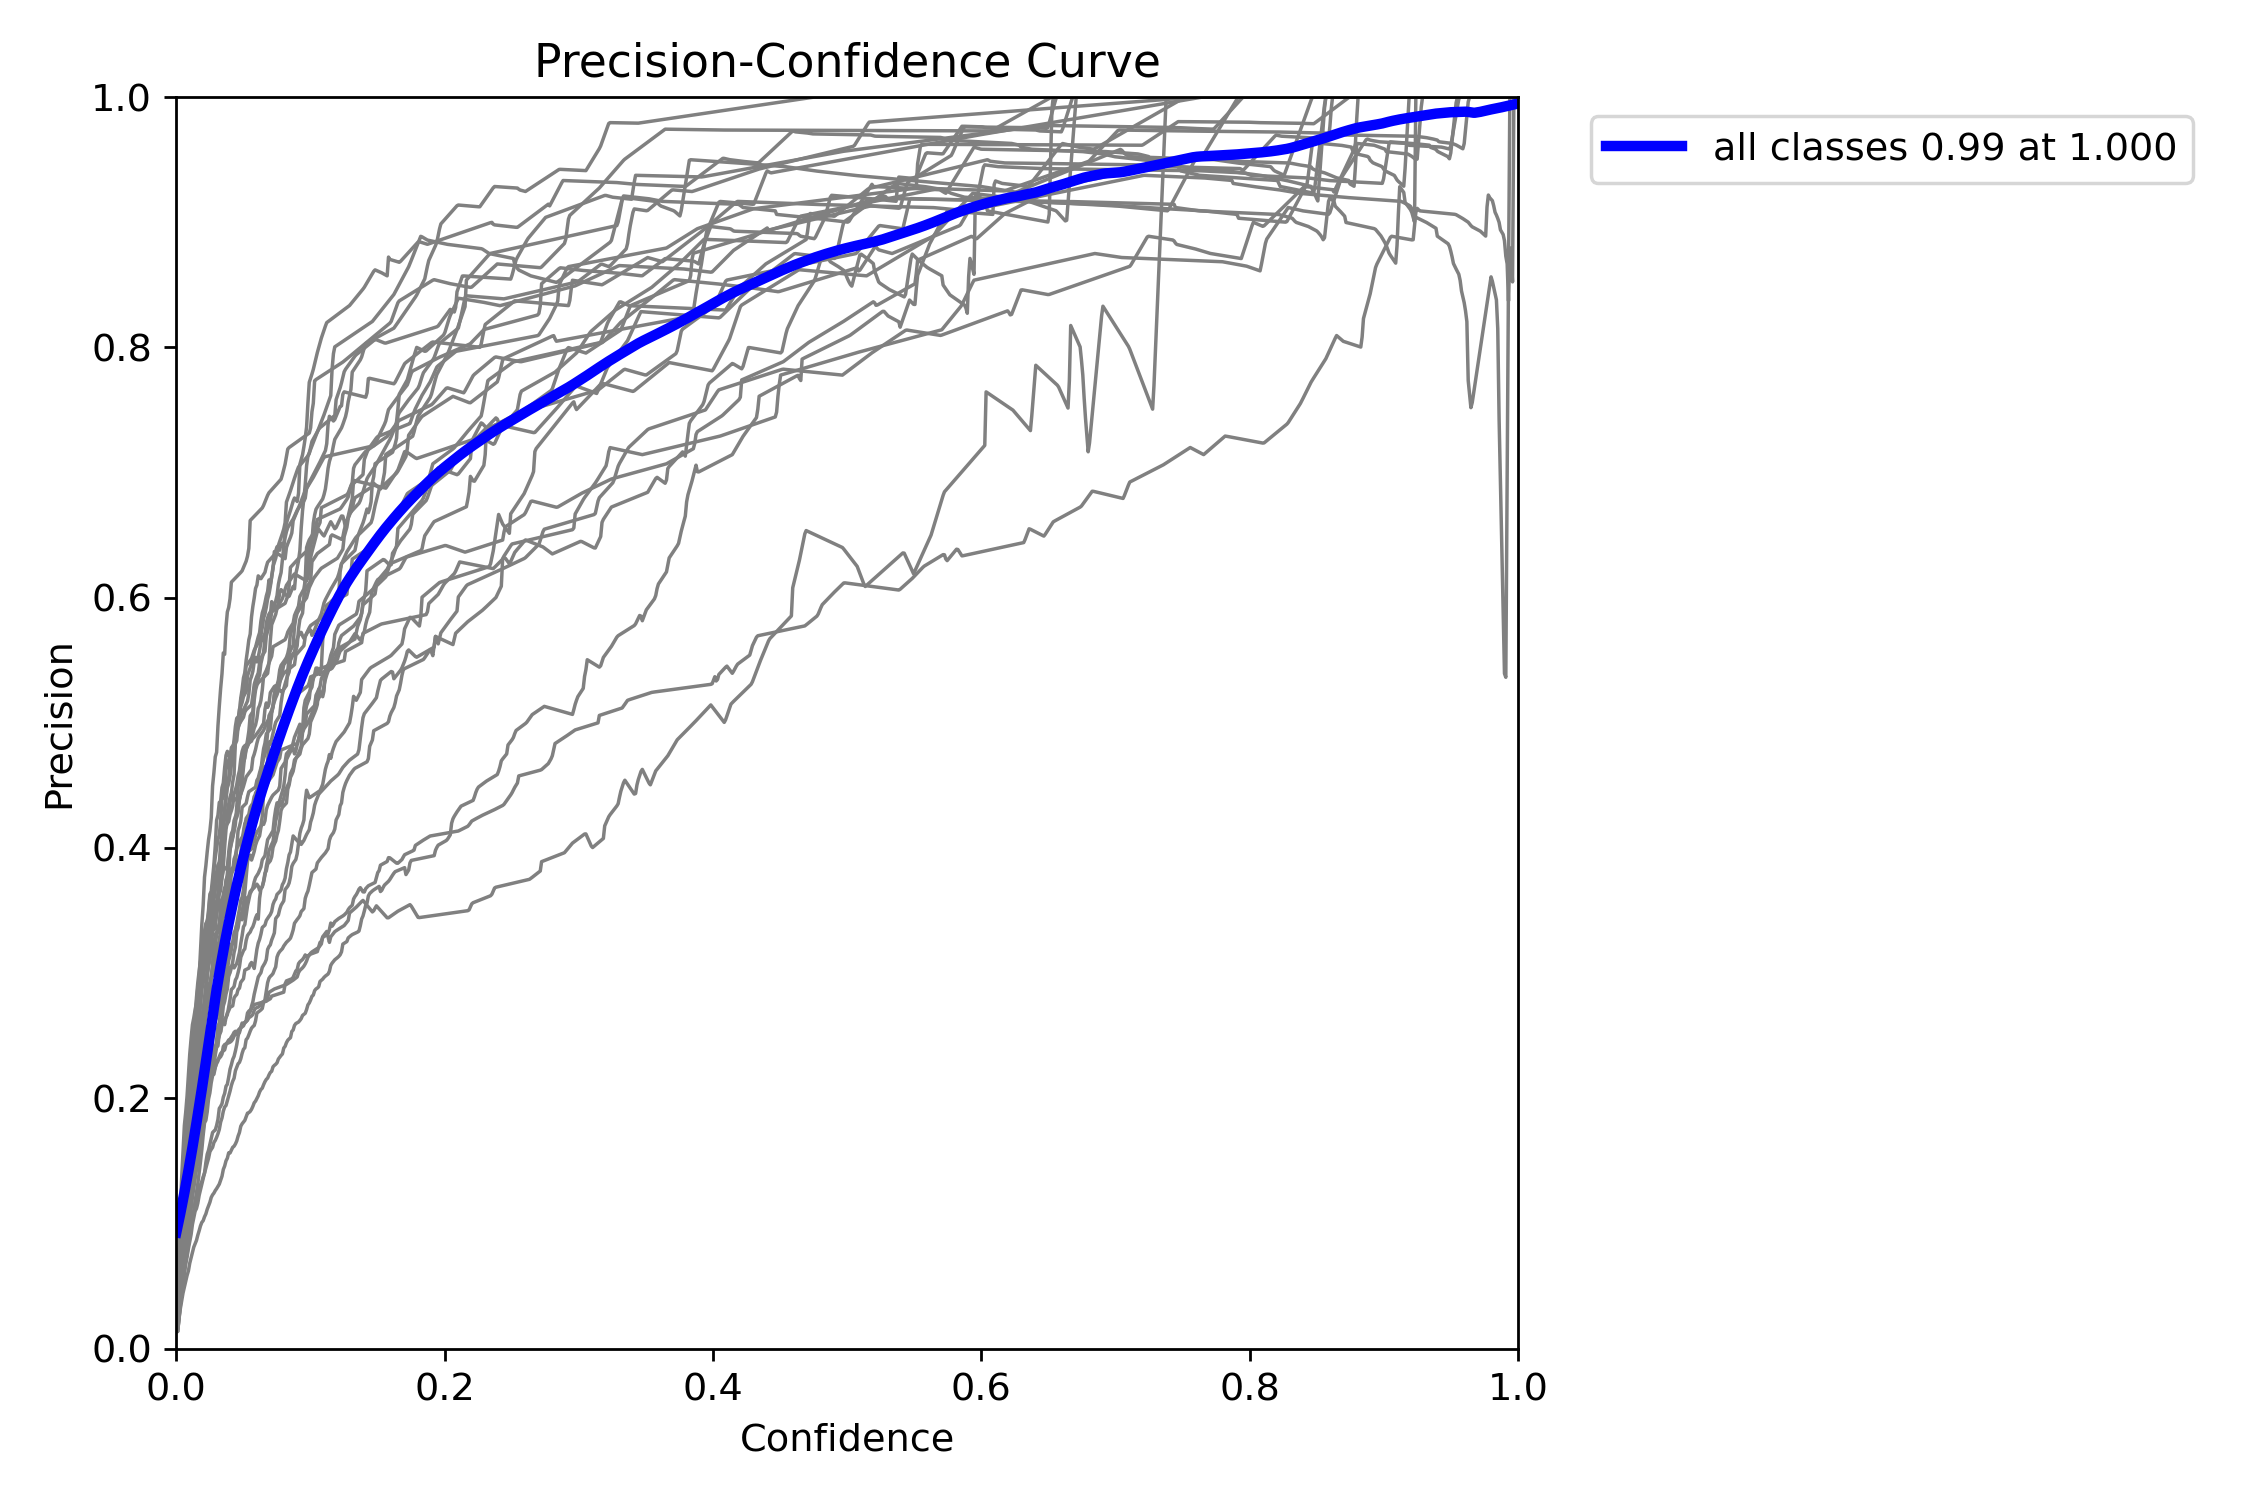 Precision-Confidence Curve
1.0
0.8
0.6
0.4
0.2
0.0
Precision
0.0 0.2 0.4 0.6 0.8 1.0
Confidence
all classes 0.99 at 1.000